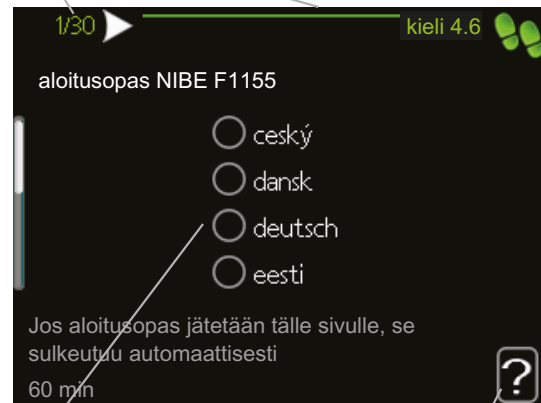 1/30
kieli 4.6
aloitusopas NIBE F1155
ceský
dansk
deutsch
eesti
Jos aloitusopas jätetään tälle sivulle, se
sulkeutuu automaattisesti
60 min
?